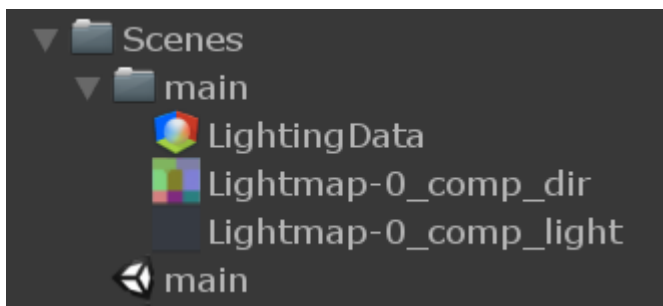 Scenes
main
LightingData
Lightmap-0_comp_dir
Lightmap-0_comp_light
main